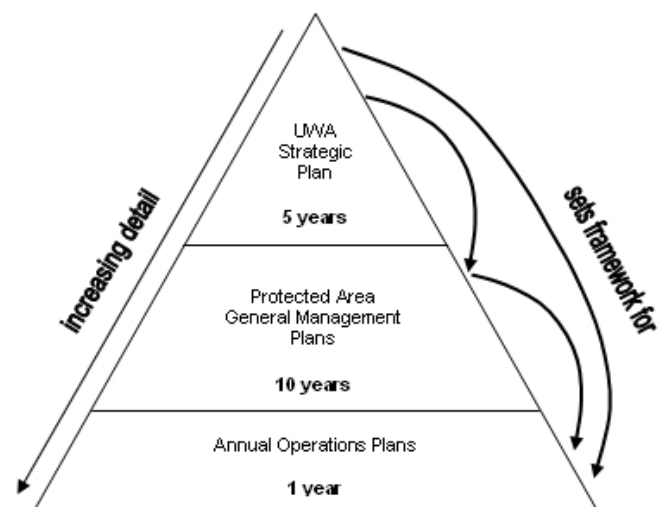 UWA
Strategic
Plan
5 years
increasing detail
sets framework for
Protected Area
General Management
Plans
10 years
Annual Operations Plans
1 year